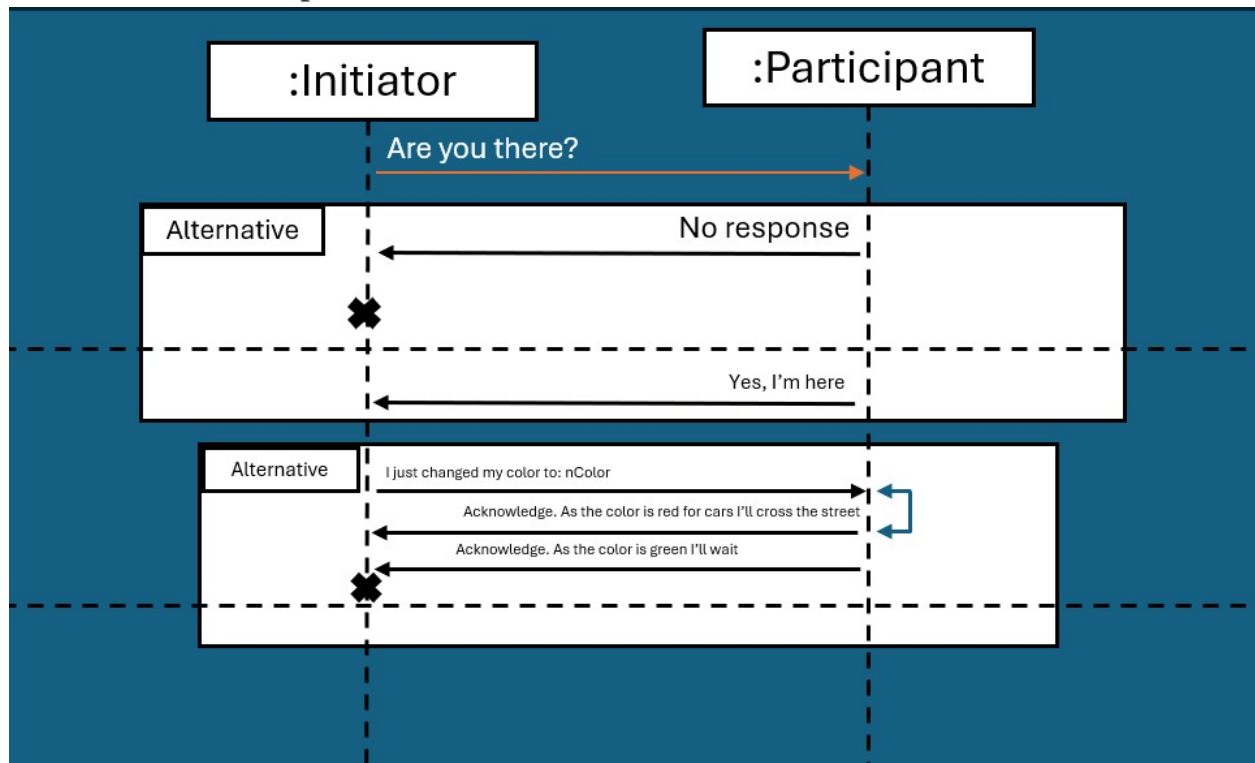 :Initiator
:Participant
Are you there?
Alternative
No response
Yes, I'm here
Alternative
I just changed my color to: nColor
Acknowledge. As the color is red for cars I'll cross the street
Acknowledge. As the color is green I'll wait